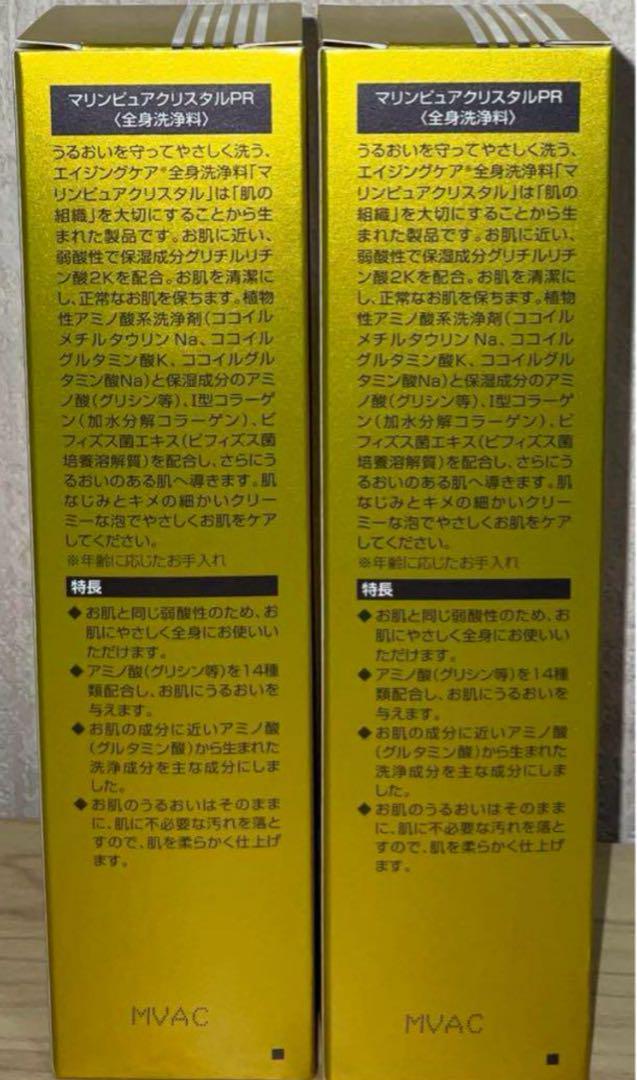 マリンピュアクリスタルPR
〈全身洗浄料〉
うるおいを守ってやさしく洗う、
エイジングケア※全身洗浄料「マ
リンピュアクリスタル」は「肌の
組織」を大切にすることから生
まれた製品です。お肌に近い、
弱酸性で保湿成分グリチルリチ
ン酸2Kを配合。お肌を清潔に
し、正常なお肌を保ちます。植物
性アミノ酸系洗浄剤(ココイル
メチルタウリンNa、ココイル
グルタミン酸K、ココイルグル
タミン酸Na)と保湿成分のアミ
ノ酸(グリシン等)、I型コラーゲ
ン(加水分解コラーゲン)、ビ
フィズス菌エキス(ビフィズス菌
培養溶解質)を配合し、さらにう
るおいのある肌へ導きます。肌
なじみとキメの細かいクリー
ミーな泡でやさしくお肌をケア
してください。
※年齢に応じたお手入れ
特長
◆お肌と同じ弱酸性のため、お
肌にやさしく全身にお使いい
ただけます。
◆アミノ酸(グリシン等)を14種
類配合し、お肌にうるおいを
与えます。
◆お肌の成分に近いアミノ酸
(グルタミン酸)から生まれた
洗浄成分を主な成分にしま
した。
◆お肌のうるおいはそのまま
に、肌に不必要な汚れを落と
すので、肌を柔らかく仕上げ
ます。
MVAC
マリンピュアクリスタルPR
〈全身洗浄料〉
うるおいを守ってやさしく洗う、
エイジングケア※全身洗浄料「マ
リンピュアクリスタル」は「肌の
組織」を大切にすることから生
まれた製品です。お肌に近い、
弱酸性で保湿成分グリチルリチ
ン酸2Kを配合。お肌を清潔に
し、正常なお肌を保ちます。植物
性アミノ酸系洗浄剤(ココイル
メチルタウリンNa、ココイル
グルタミン酸K、ココイルグル
タミン酸Na)と保湿成分のアミ
ノ酸(グリシン等)、I型コラーゲ
ン(加水分解コラーゲン)、ビ
フィズス菌エキス(ビフィズス菌
培養溶解質)を配合し、さらにう
るおいのある肌へ導きます。肌
なじみとキメの細かいクリー
ミーな泡でやさしくお肌をケア
してください。
※年齢に応じたお手入れ
特長
◆お肌と同じ弱酸性のため、お
肌にやさしく全身にお使いい
ただけます。
◆アミノ酸(グリシン等)を14種
類配合し、お肌にうるおいを
与えます。
◆お肌の成分に近いアミノ酸
(グルタミン酸)から生まれた
洗浄成分を主な成分にしま
した。
◆お肌のうるおいはそのまま
に、肌に不必要な汚れを落と
すので、肌を柔らかく仕上げ
ます。
MVAC